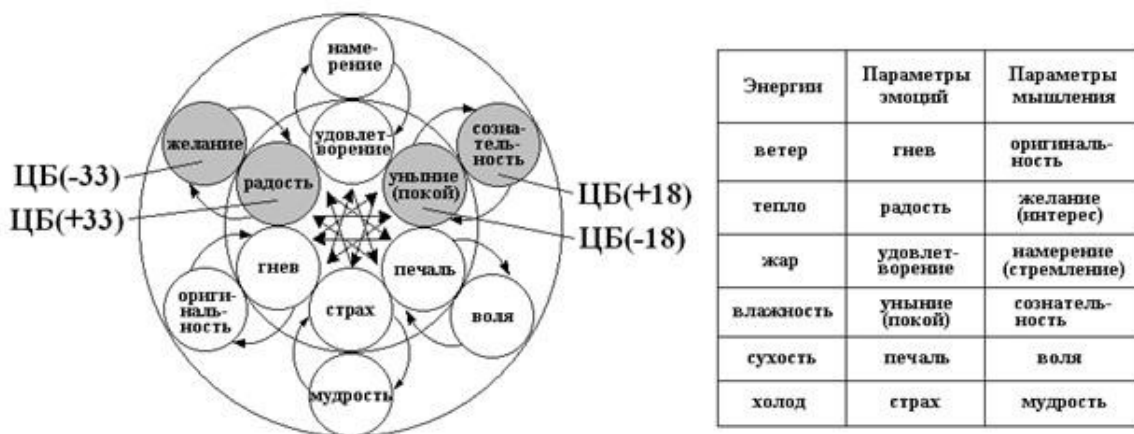 наме-
рение
желание
удовлет-
ворение
созна-
тель-
ность
радость
уныние
(покой)
ЦБ(-33)
ЦБ(+33)
ЦБ(+18)
ЦБ(-18)
гнев
печаль
ориги-
наль-
ность
страх
воля
мудрость
Энергии
Параметры
эмоций
Параметры
мышления
ветер
гнев
оригиналь-
ность
тепло
радость
желание
(интерес)
жар
удовлет-
ворение
намерение
(стремление)
влажность
уныние
(покой)
сознатель-
ность
сухость
печаль
воля
холод
страх
мудрость